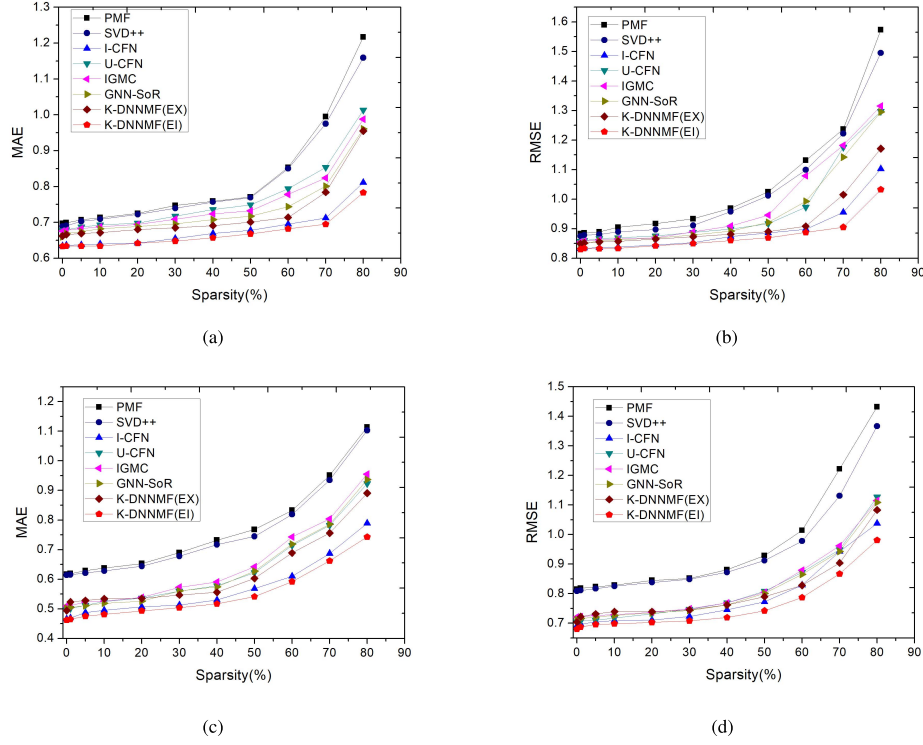 1.3
1.2
1.1
1.0
0.9
0.8
0.7
0.6
MAE
PMF
SVD++
I-CFN
U-CFN
IGMC
GNN-SoR
K-DNNMF(EX)
K-DNNMF(EI)
0 10 20 30 40 50 60 70 80 90
Sparsity(%)
(a)
1.6
1.5
1.4
1.3
1.2
1.1
1.0
0.9
0.8
RMSE
PMF
SVD++
I-CFN
U-CFN
IGMC
GNN-SoR
K-DNNMF(EX)
K-DNNMF(EI)
0 10 20 30 40 50 60 70 80 90
Sparsity(%)
(b)
1.2
1.1
1.0
0.9
0.8
0.7
0.6
0.5
0.4
MAE
PMF
SVD++
I-CFN
U-CFN
IGMC
GNN-SoR
K-DNNMF(EX)
K-DNNMF(EI)
0 10 20 30 40 50 60 70 80 90
Sparsity(%)
(c)
1.5
1.4
1.3
1.2
1.1
1.0
0.9
0.8
0.7
RMSE
PMF
SVD++
I-CFN
U-CFN
IGMC
GNN-SoR
K-DNNMF(EX)
K-DNNMF(EI)
0 10 20 30 40 50 60 70 80 90
Sparsity(%)
(d)